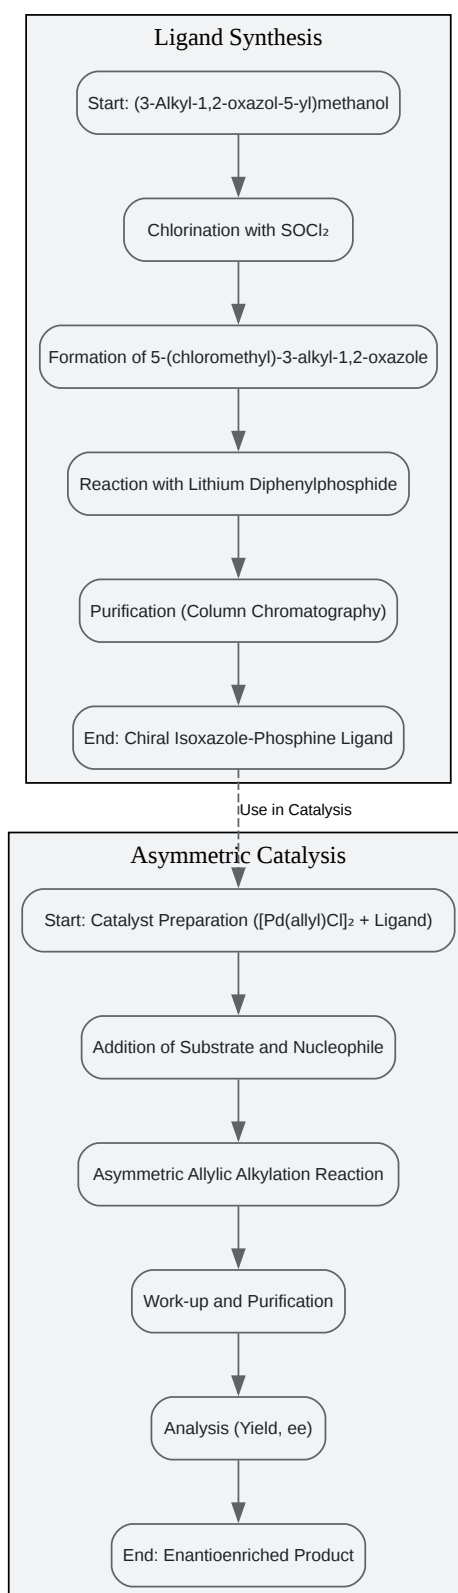 Ligand Synthesis
Start: (3-Alkyl-1,2-oxazol-5-yl)methanol
Chlorination with SOCl₂
Formation of 5-(chloromethyl)-3-alkyl-1,2-oxazole
Reaction with Lithium Diphenylphosphide
Purification (Column Chromatography)
End: Chiral Isoxazole-Phosphine Ligand
Use in Catalysis
Asymmetric Catalysis
Start: Catalyst Preparation ([Pd(allyl)Cl]₂ + Ligand)
Addition of Substrate and Nucleophile
Asymmetric Allylic Alkylation Reaction
Work-up and Purification
Analysis (Yield, ee)
End: Enantioenriched Product